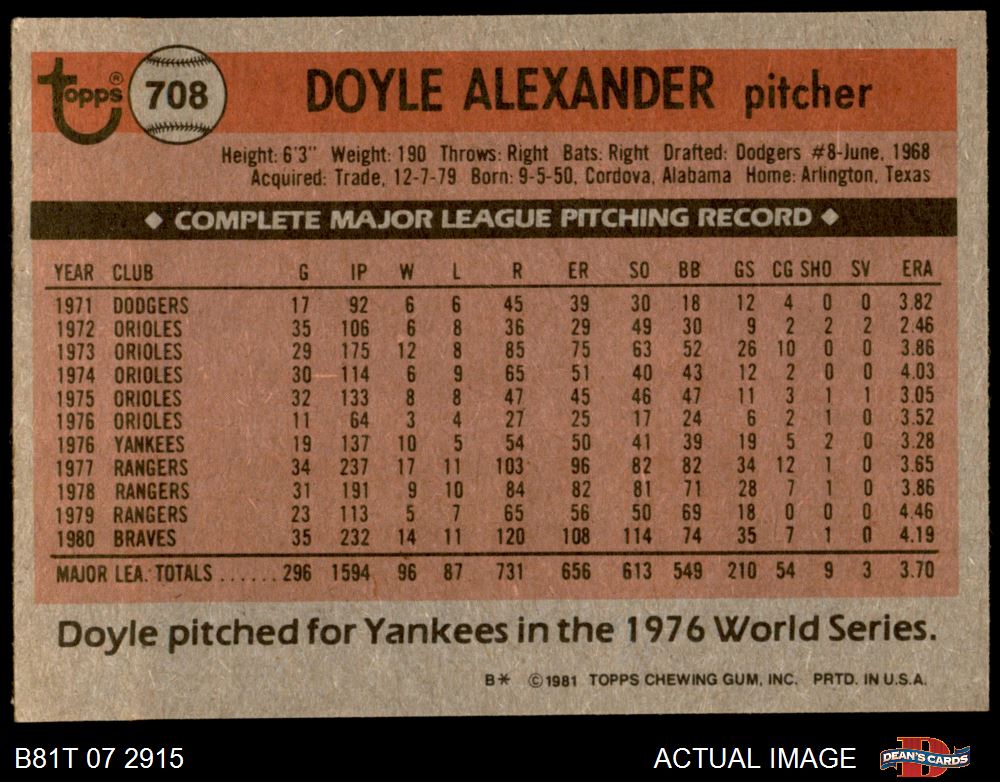 topps® 708 DOYLE ALEXANDER pitcher
Height: 6'3" Weight: 190 Throws: Right Bats: Right Drafted: Dodgers #8-June, 1968
Acquired: Trade, 12-7-79 Born: 9-5-50, Cordova, Alabama Home: Arlington, Texas
◆ COMPLETE MAJOR LEAGUE PITCHING RECORD ◆
YEAR CLUB G IP W L R ER SO BB GS CG SHO SV ERA
1971 DODGERS 17 92 6 6 45 39 30 18 12 4 0 0 3.82
1972 ORIOLES 35 106 6 8 36 29 49 30 9 2 2 2 2.46
1973 ORIOLES 29 175 12 8 85 75 63 52 26 10 0 0 3.86
1974 ORIOLES 30 114 6 9 65 51 40 43 12 2 0 0 4.03
1975 ORIOLES 32 133 8 8 47 45 46 47 11 3 1 1 3.05
1976 ORIOLES 11 64 3 4 27 25 17 24 6 2 1 0 3.52
1976 YANKEES 19 137 10 5 54 50 41 39 19 5 2 0 3.28
1977 RANGERS 34 237 17 11 103 96 82 82 34 12 1 0 3.65
1978 RANGERS 31 191 9 10 84 82 81 71 28 7 1 0 3.86
1979 RANGERS 23 113 5 7 65 56 50 69 18 0 0 0 4.46
1980 BRAVES 35 232 14 11 120 108 114 74 35 7 1 0 4.19
MAJOR LEA. TOTALS ...... 296 1594 96 87 731 656 613 549 210 54 9 3 3.70
Doyle pitched for Yankees in the 1976 World Series.
B* ©1981 TOPPS CHEWING GUM, INC. PRTD. IN U.S.A.
B81T 07 2915 ACTUAL IMAGE D DEAN'S CARDS